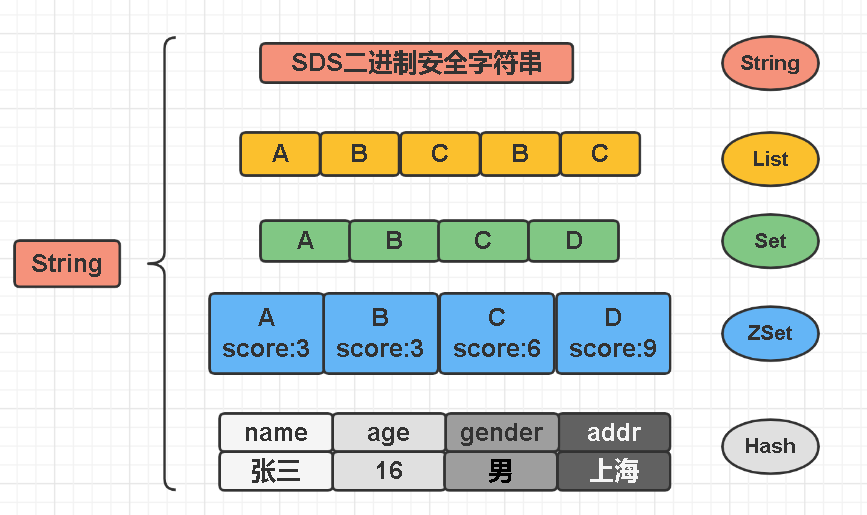 String
SDS二进制安全字符串
String
A B C B C
List
A B C D
Set
A B C D
score:3 score:3 score:6 score:9
ZSet
name age gender addr
张三 16 男 上海
Hash